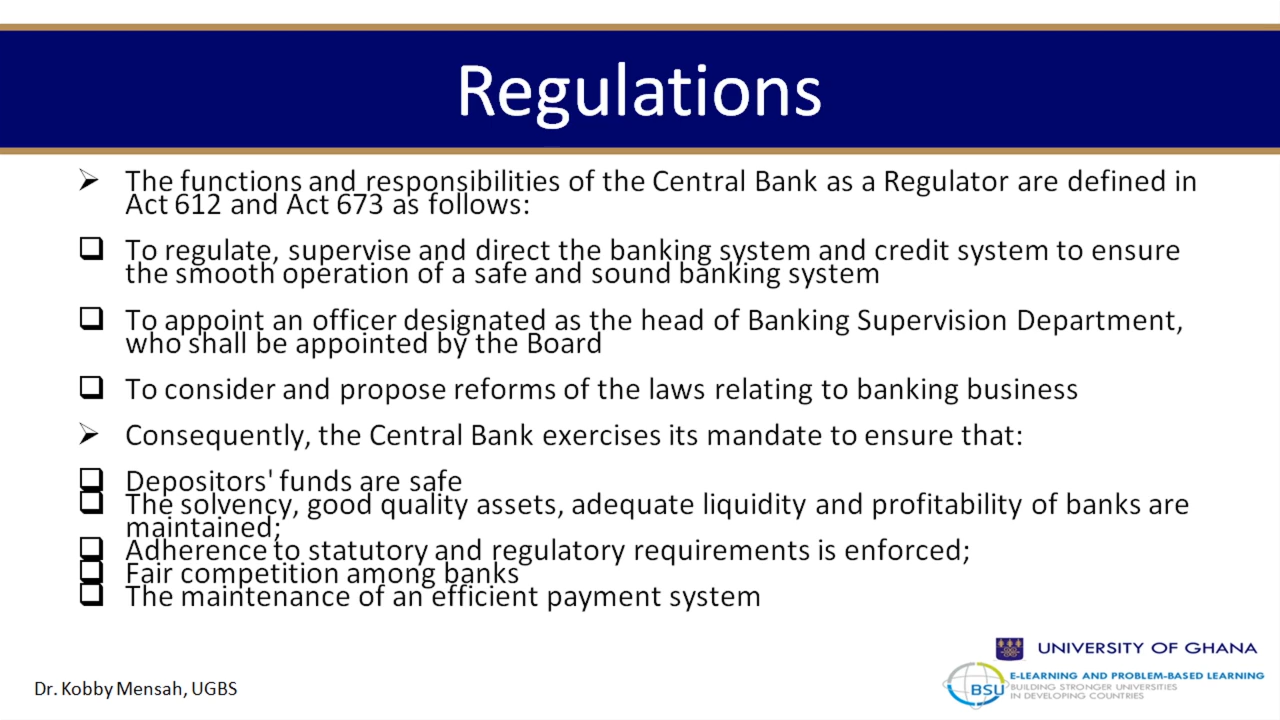 Regulations
➢ The functions and responsibilities of the Central Bank as a Regulator are defined in
Act 612 and Act 673 as follows:
❑ To regulate, supervise and direct the banking system and credit system to ensure
the smooth operation of a safe and sound banking system
❑ To appoint an officer designated as the head of Banking Supervision Department,
who shall be appointed by the Board
❑ To consider and propose reforms of the laws relating to banking business
➢ Consequently, the Central Bank exercises its mandate to ensure that:
❑ Depositors' funds are safe
❑ The solvency, good quality assets, adequate liquidity and profitability of banks are
maintained;
❑ Adherence to statutory and regulatory requirements is enforced;
❑ Fair competition among banks
❑ The maintenance of an efficient payment system
UNIVERSITY OF GHANA
BSU
E-LEARNING AND PROBLEM-BASED LEARNING
BUILDING STRONGER UNIVERSITIES
IN DEVELOPING COUNTRIES
Dr. Kobby Mensah, UGBS